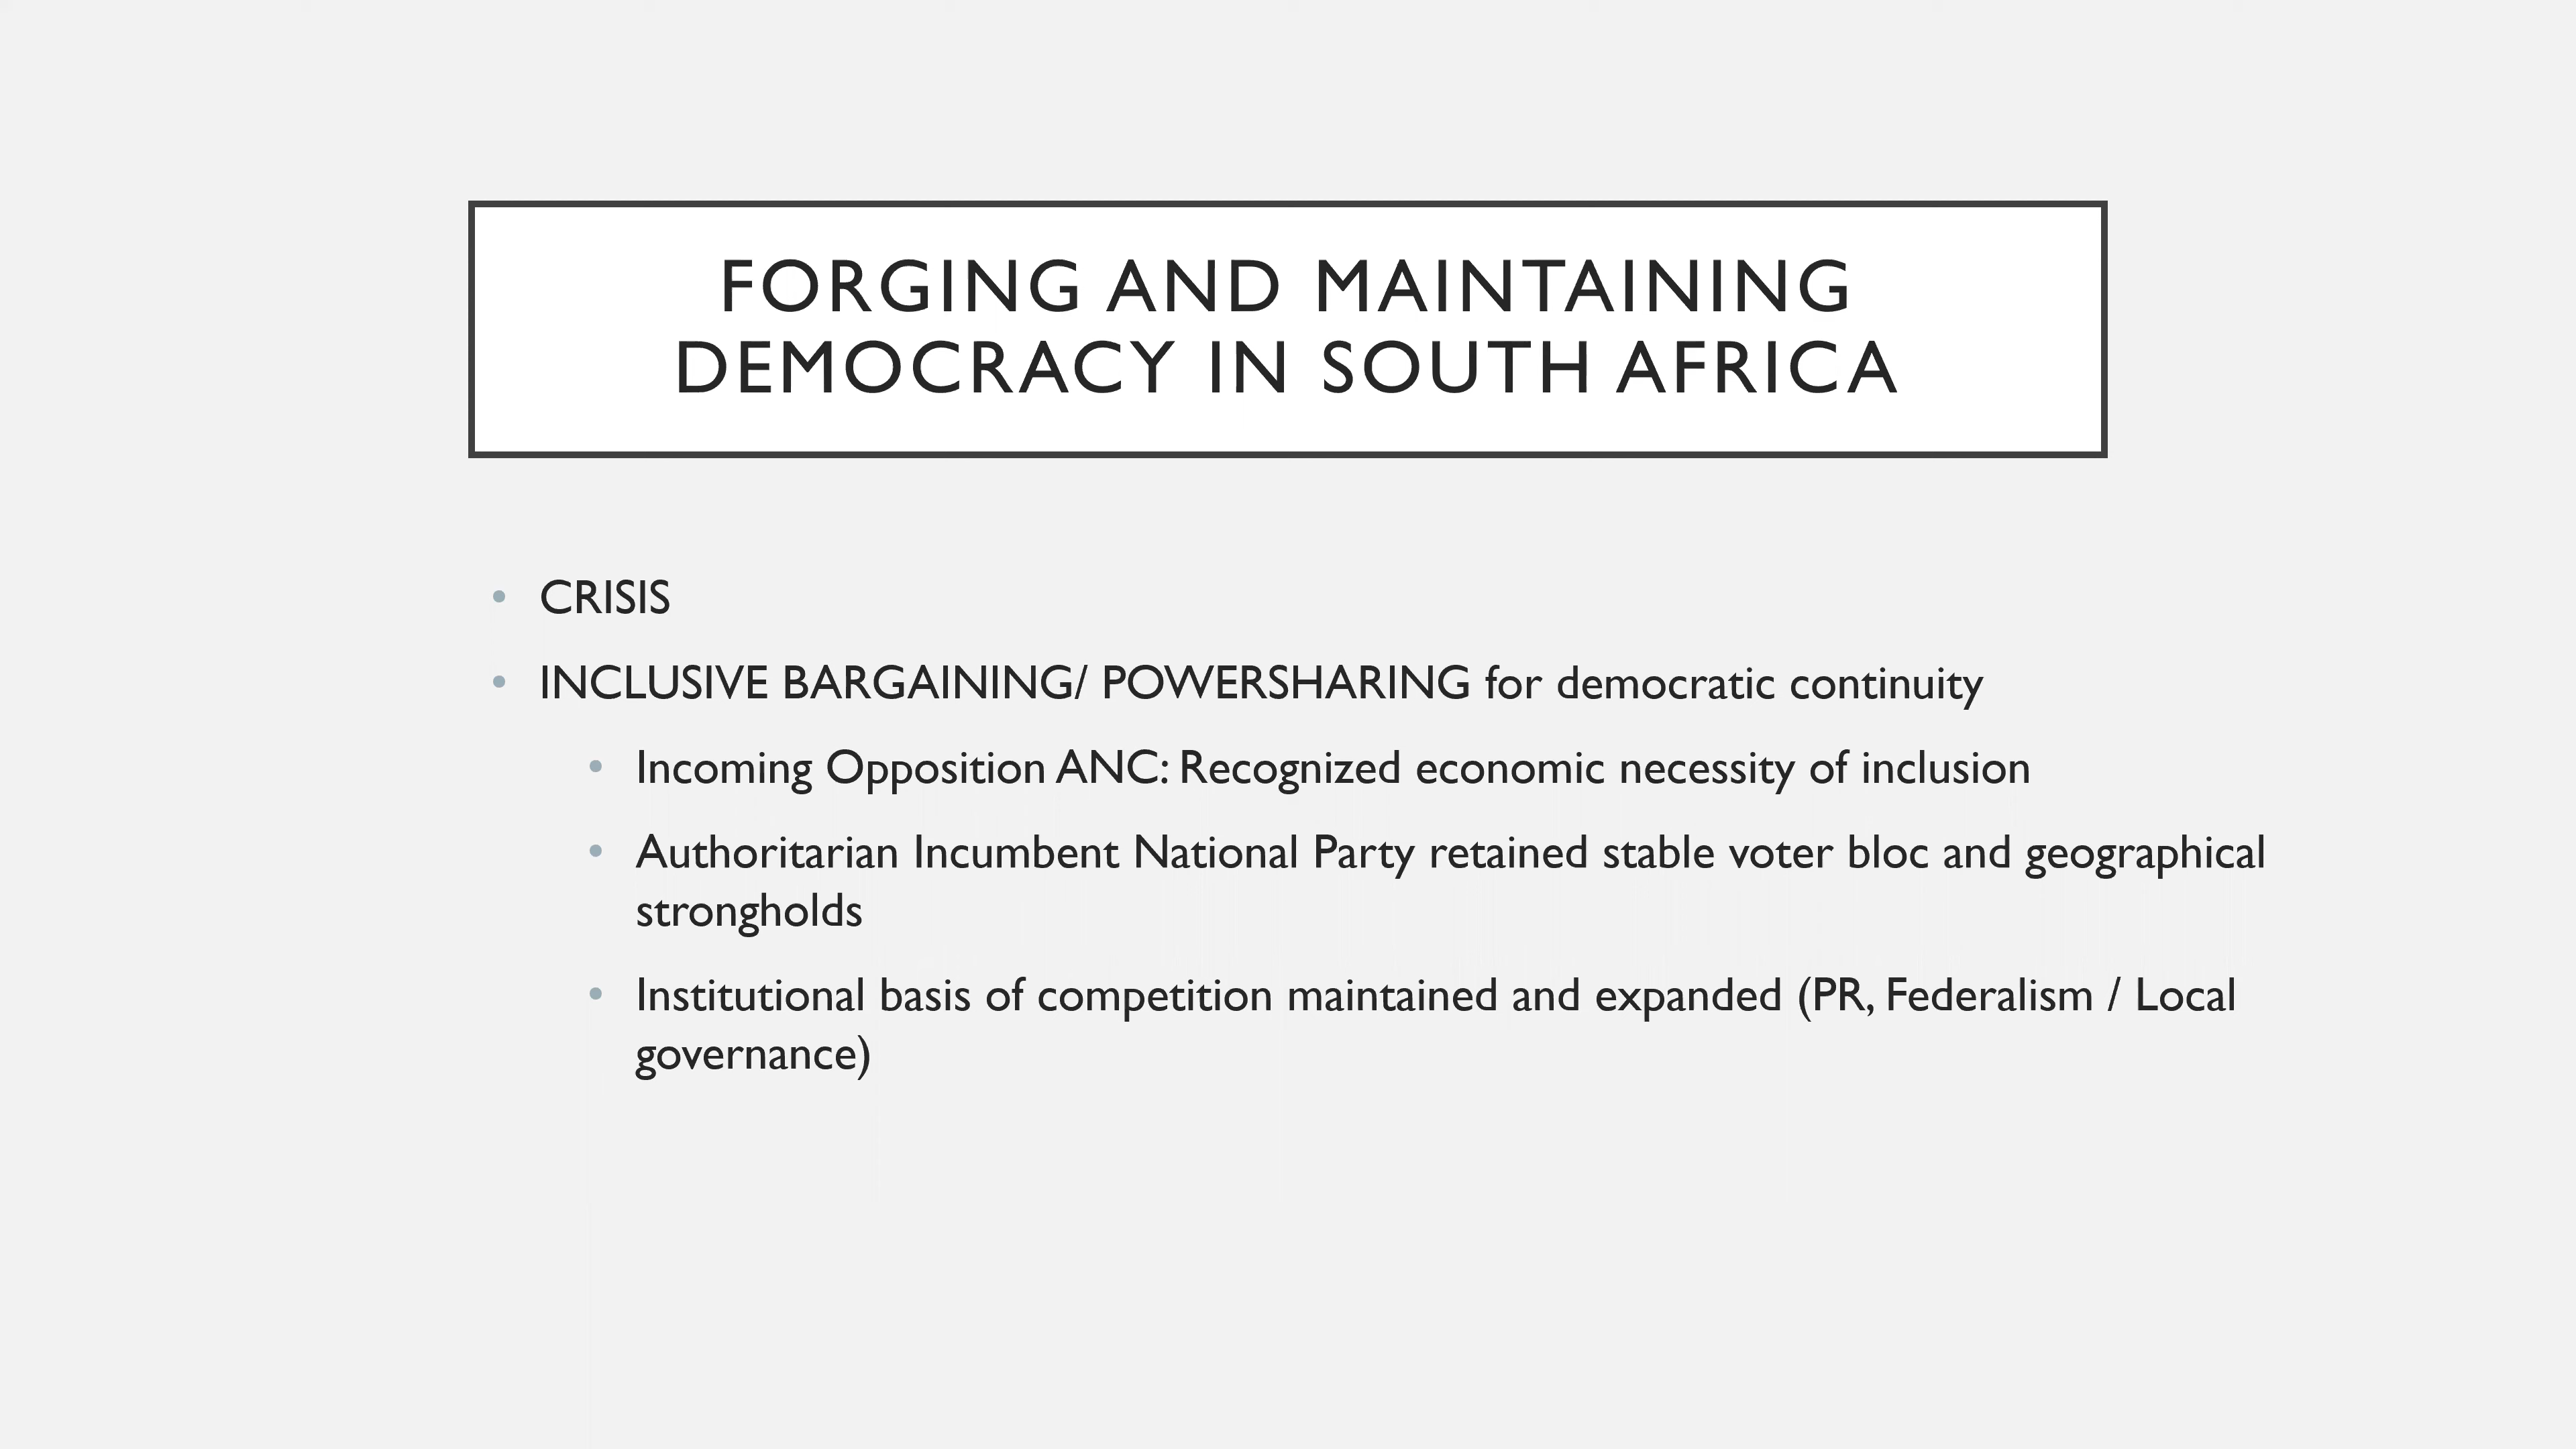 FORGING AND MAINTAINING
DEMOCRACY IN SOUTH AFRICA
• CRISIS
• INCLUSIVE BARGAINING/ POWERSHARING for democratic continuity
• Incoming Opposition ANC: Recognized economic necessity of inclusion
• Authoritarian Incumbent National Party retained stable voter bloc and geographical
strongholds
• Institutional basis of competition maintained and expanded (PR, Federalism / Local
governance)